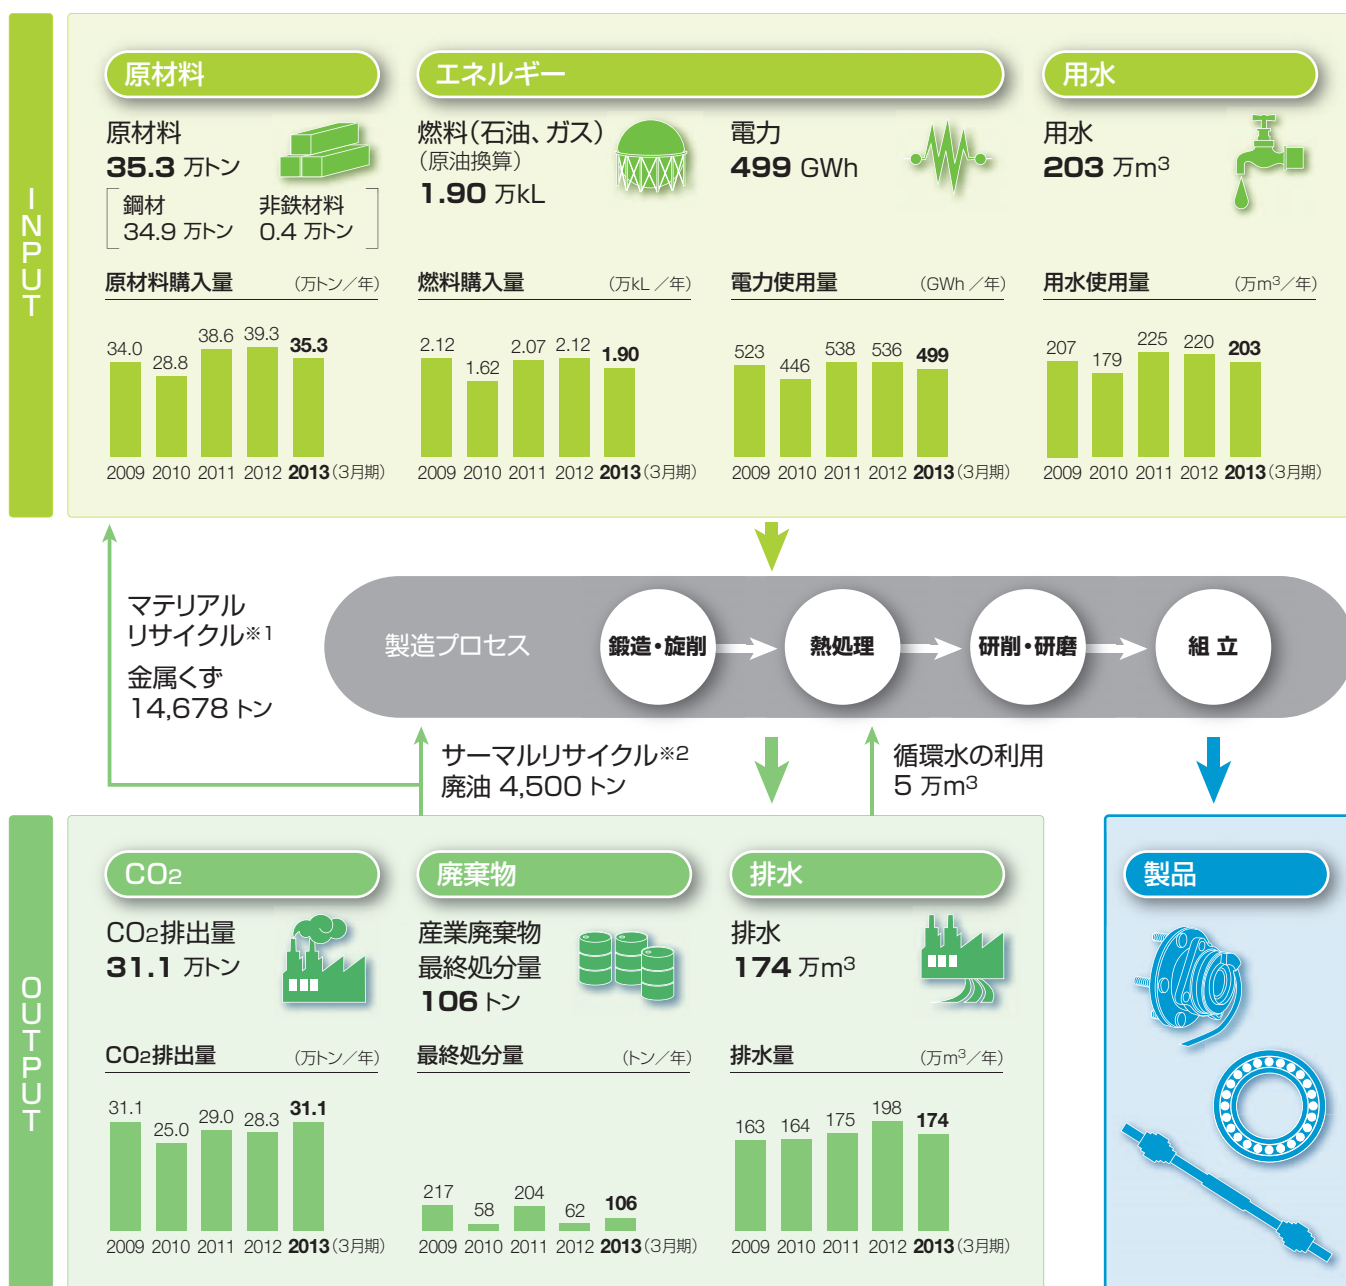 INPUT
原材料
原材料
35.3 万トン
鋼材
34.9 万トン
非鉄材料
0.4 万トン
原材料購入量 （万トン／年）
34.0 28.8 38.6 39.3 35.3
2009 2010 2011 2012 2013（3月期）
エネルギー
燃料（石油、ガス）
（原油換算）
1.90 万kL
燃料購入量 （万kL／年）
2.12 1.62 2.07 2.12 1.90
2009 2010 2011 2012 2013（3月期）
電力
499 GWh
電力使用量 （GWh／年）
523 446 538 536 499
2009 2010 2011 2012 2013（3月期）
用水
用水
203 万m³
用水使用量 （万m³／年）
207 179 225 220 203
2009 2010 2011 2012 2013（3月期）
マテリアル
リサイクル※1
金属くず
14,678 トン
製造プロセス
鍛造・旋削
熱処理
研削・研磨
組 立
サーマルリサイクル※2
廃油 4,500 トン
循環水の利用
5 万m³
OUTPUT
CO₂
CO₂排出量
31.1 万トン
CO₂排出量 （万トン／年）
31.1 25.0 29.0 28.3 31.1
2009 2010 2011 2012 2013（3月期）
廃棄物
産業廃棄物
最終処分量
106 トン
最終処分量 （トン／年）
217 58 204 62 106
2009 2010 2011 2012 2013（3月期）
排水
排水
174 万m³
排水量 （万m³／年）
163 164 175 198 174
2009 2010 2011 2012 2013（3月期）
製品